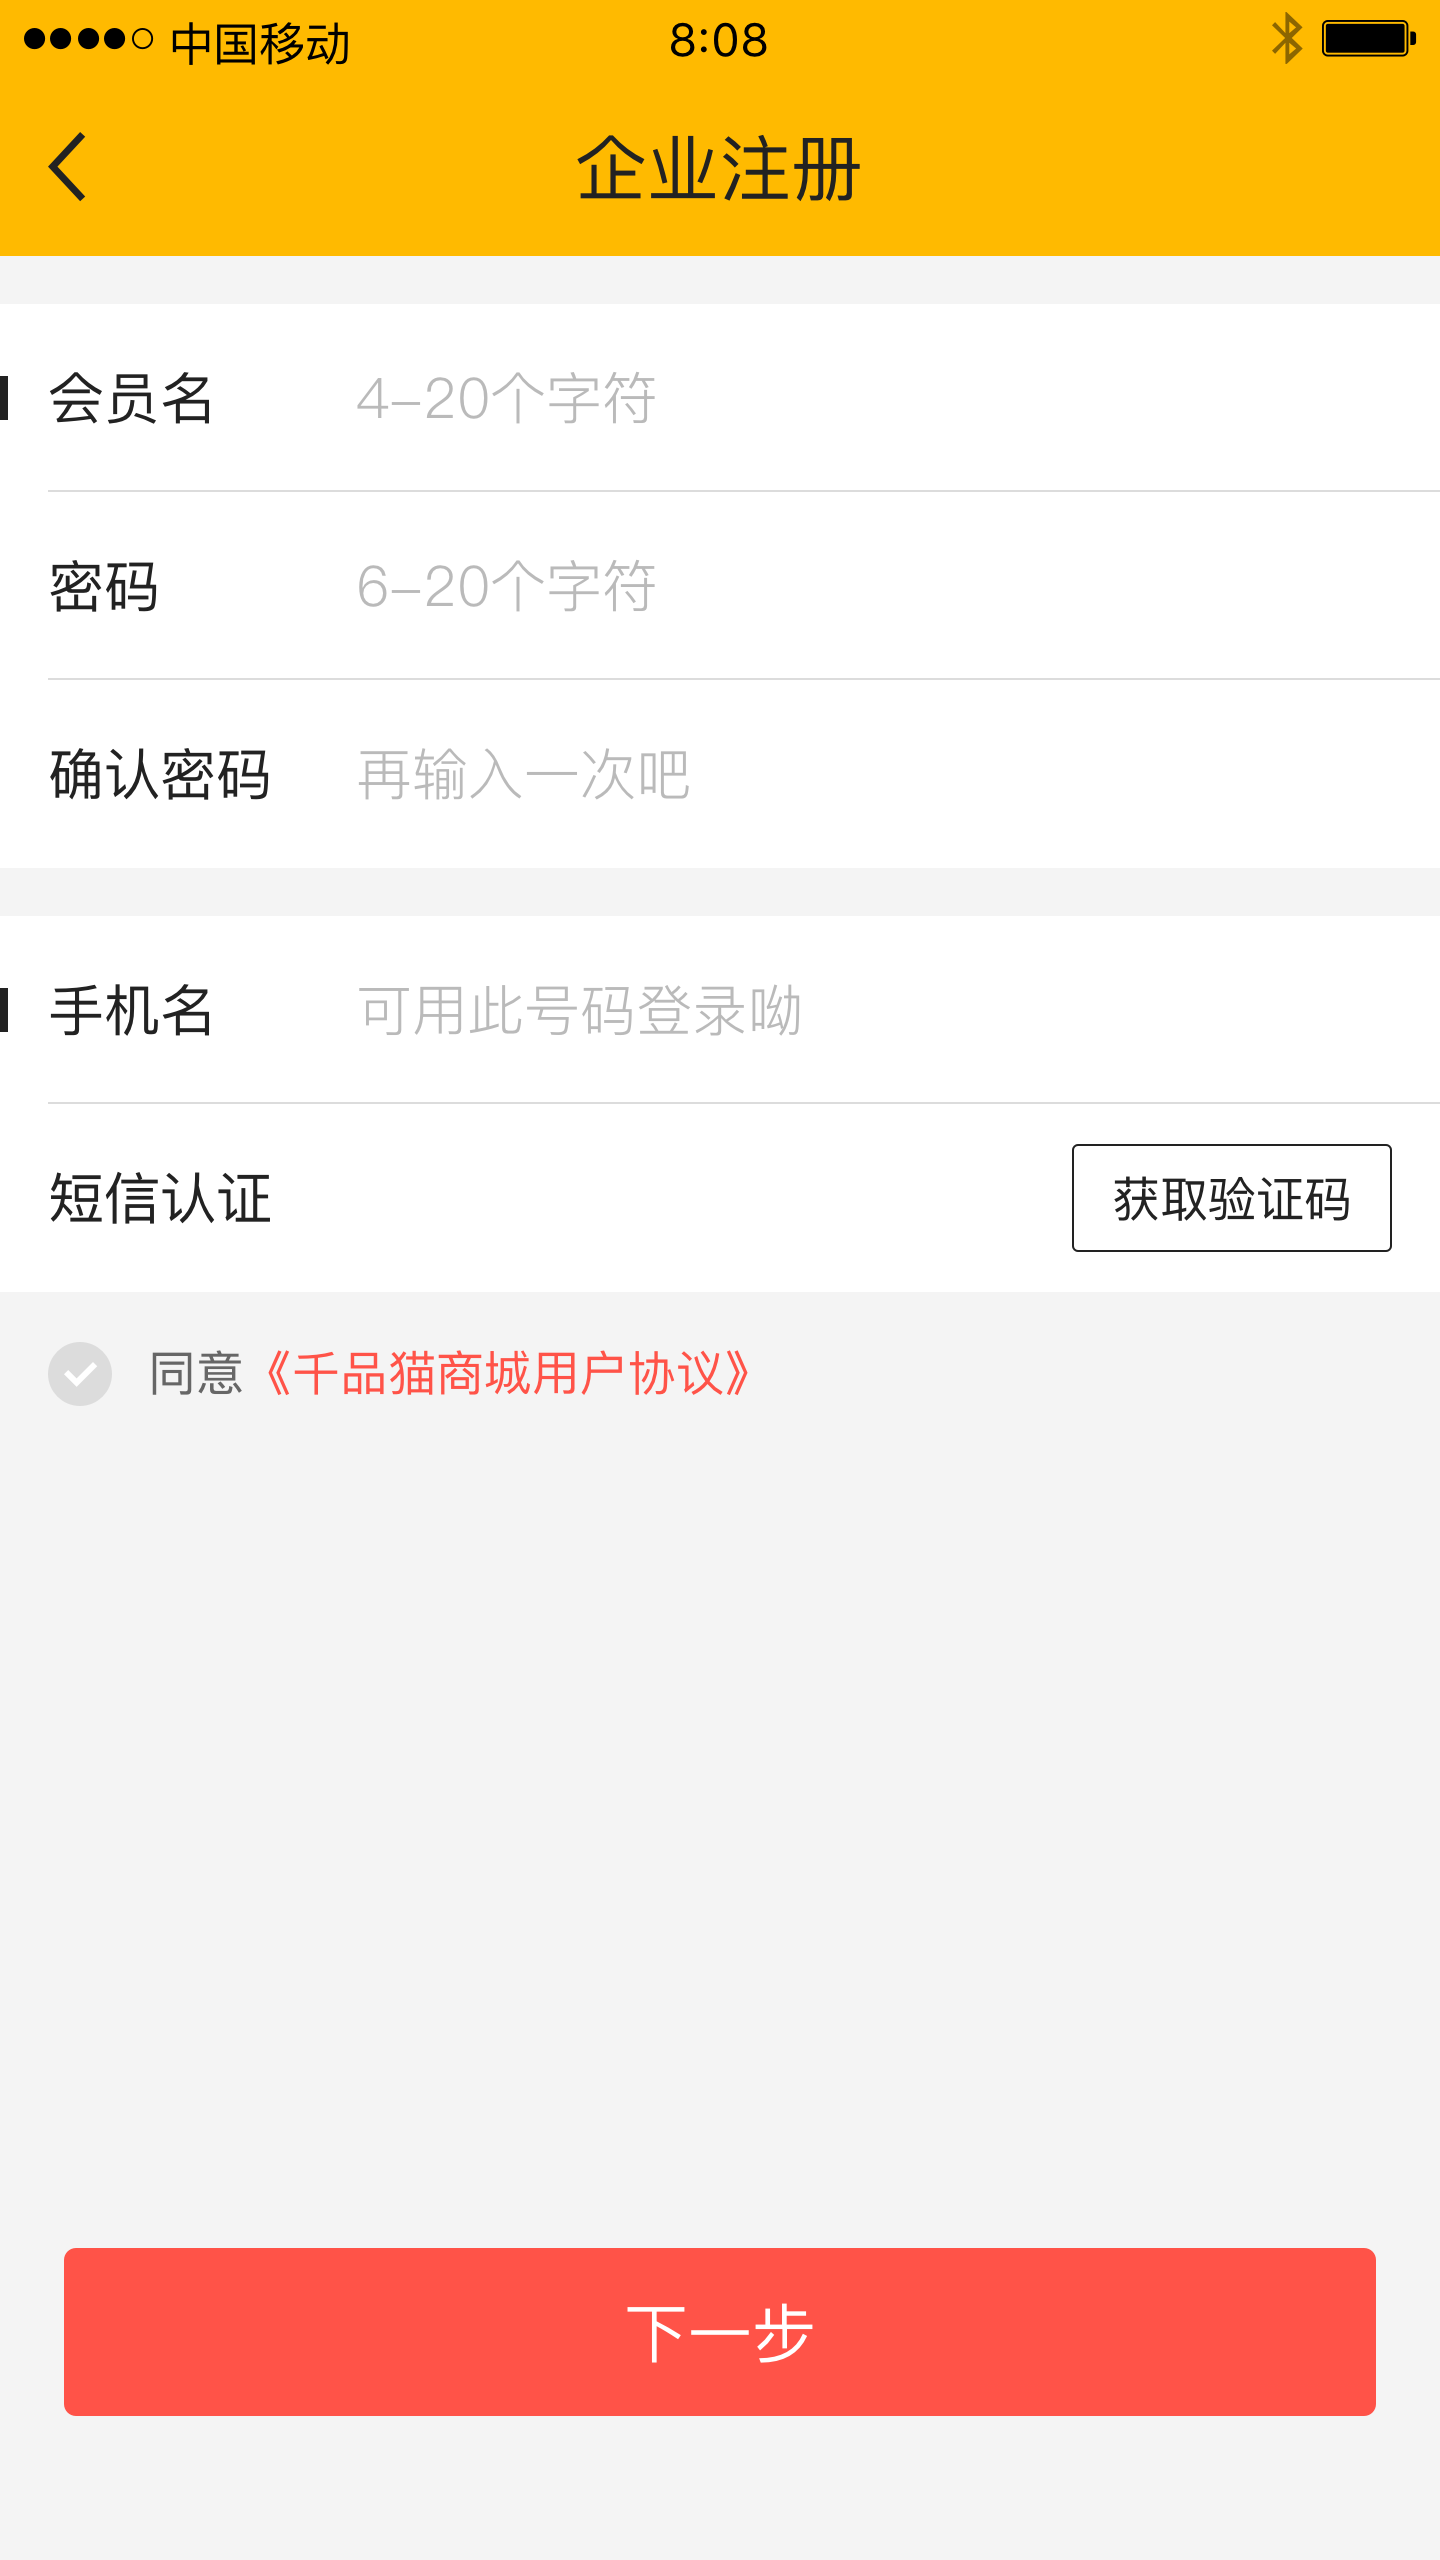 中国移动 8:08
企业注册
会员名 4-20个字符
密码 6-20个字符
确认密码 再输入一次吧
手机名 可用此号码登录呦
短信认证 获取验证码
同意《千品猫商城用户协议》
下一步